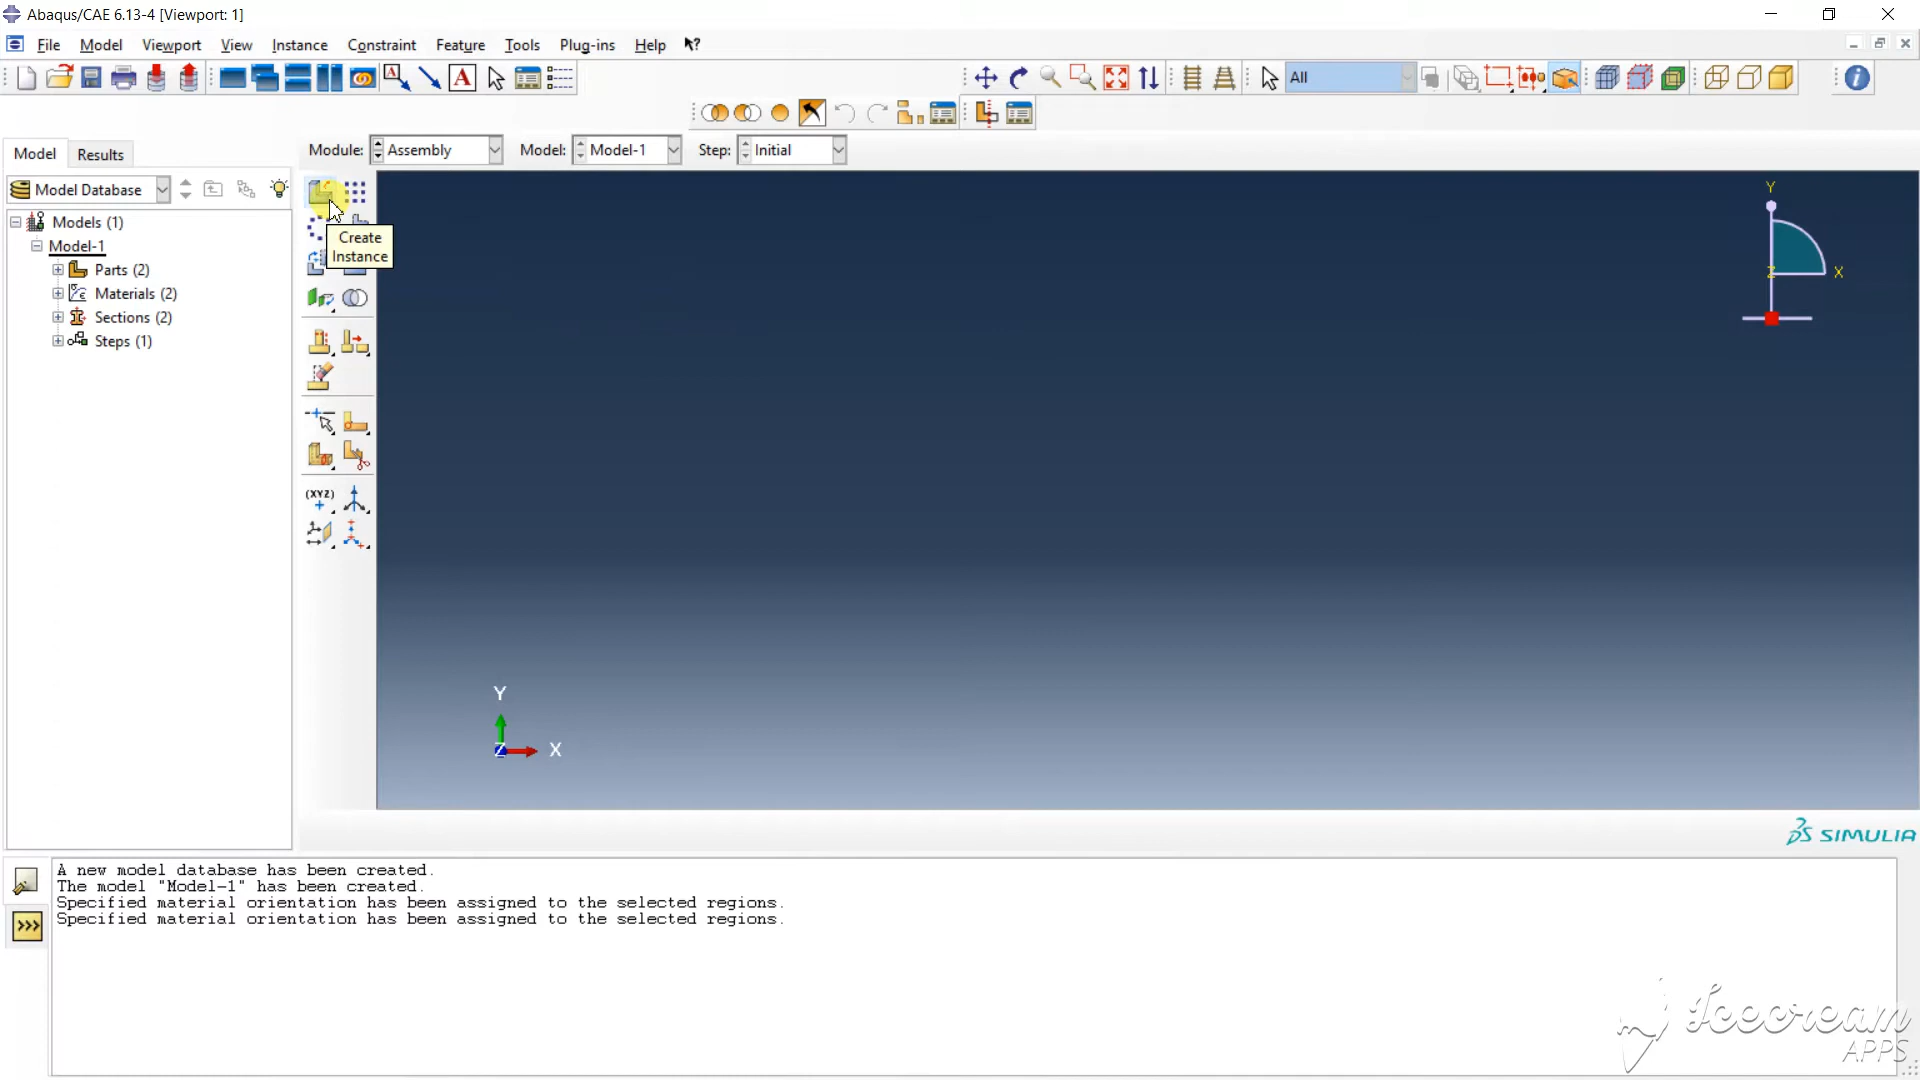 Abaqus/CAE 6.13-4 [Viewport: 1]
File Model Viewport View Instance Constraint Feature Tools Plug-ins Help
A
A
All
i
Module: Assembly Model: Model-1 Step: Initial
Model Results
Model Database
Models (1)
Model-1
Parts (2)
Materials (2)
Sections (2)
Steps (1)
Create
Instance
(XYZ)
Y
Z X
Y
Z X
SIMULIA
A new model database has been created.
The model "Model-1" has been created.
Specified material orientation has been assigned to the selected regions.
Specified material orientation has been assigned to the selected regions.
>>>
Icecream
APPS